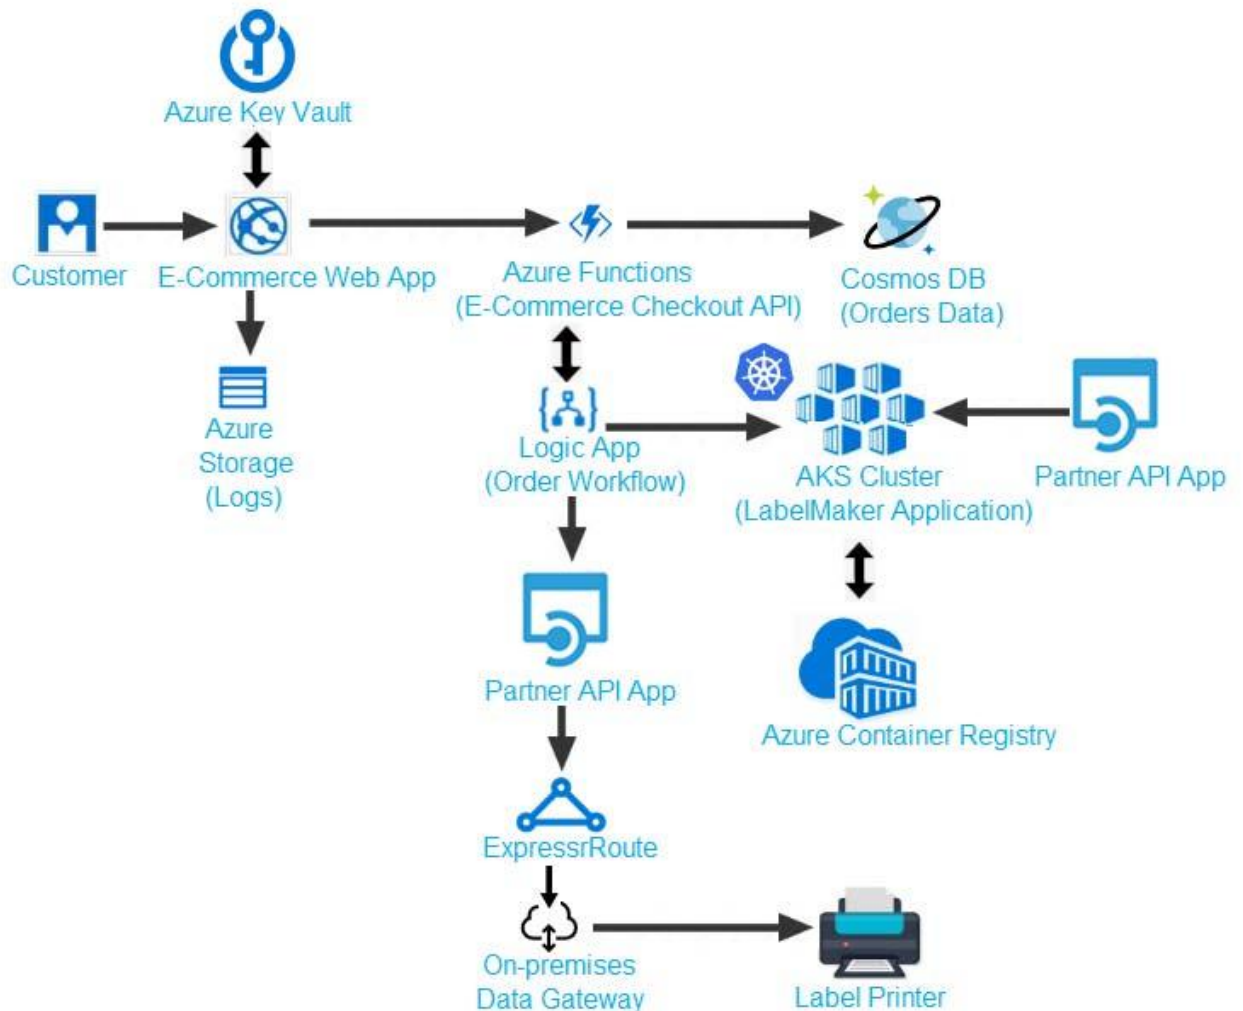 Azure Key Vault
Customer
E-Commerce Web App
Azure Functions
(E-Commerce Checkout API)
Cosmos DB
(Orders Data)
Azure
Storage
(Logs)
Logic App
(Order Workflow)
AKS Cluster
(LabelMaker Application)
Partner API App
Partner API App
Azure Container Registry
ExpressrRoute
On-premises
Data Gateway
Label Printer